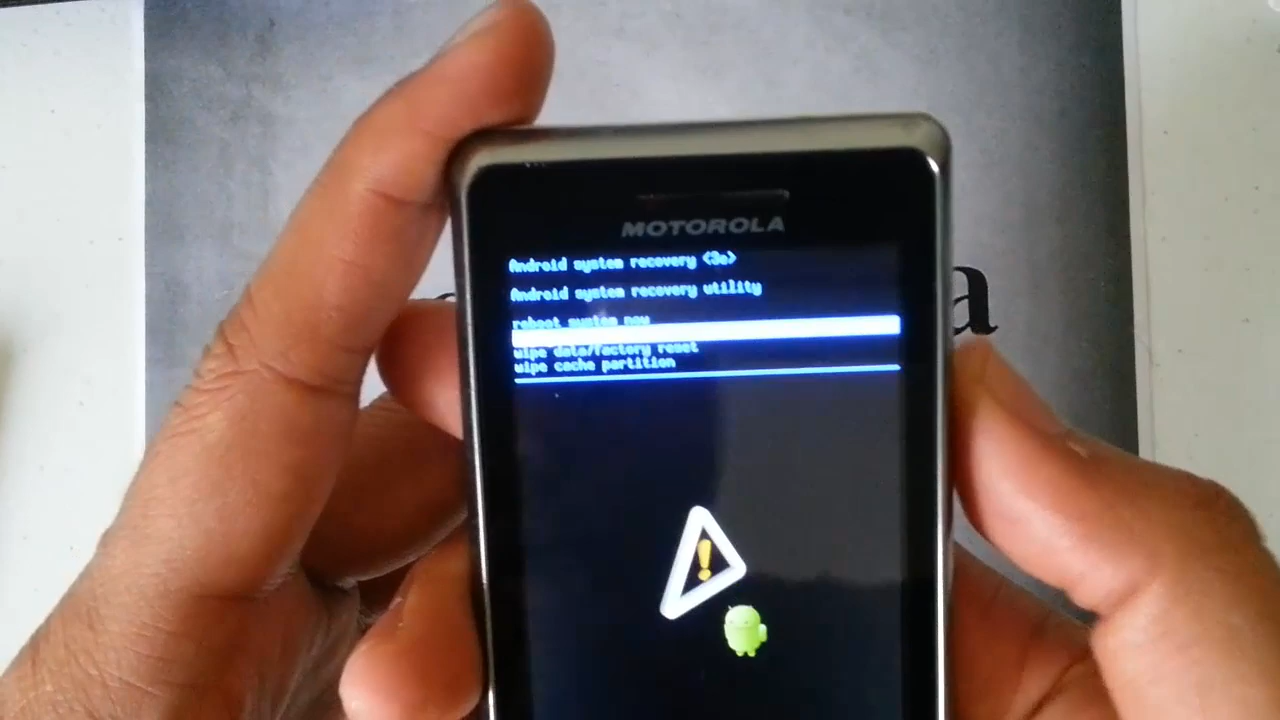 MOTOROLA
Android system recovery <3e>
Android system recovery utility
reboot system now
wipe data/factory reset
wipe cache partition
a